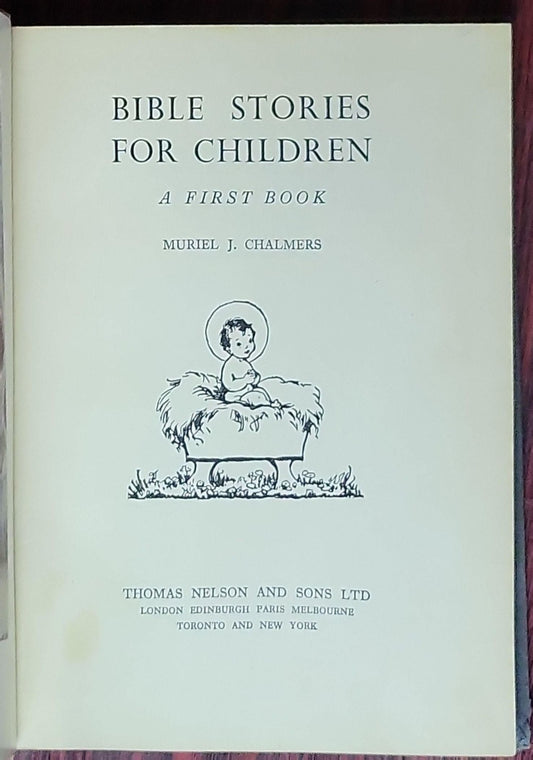 BIBLE STORIES
FOR CHILDREN
A FIRST BOOK
MURIEL J. CHALMERS
THOMAS NELSON AND SONS LTD
LONDON EDINBURGH PARIS MELBOURNE
TORONTO AND NEW YORK